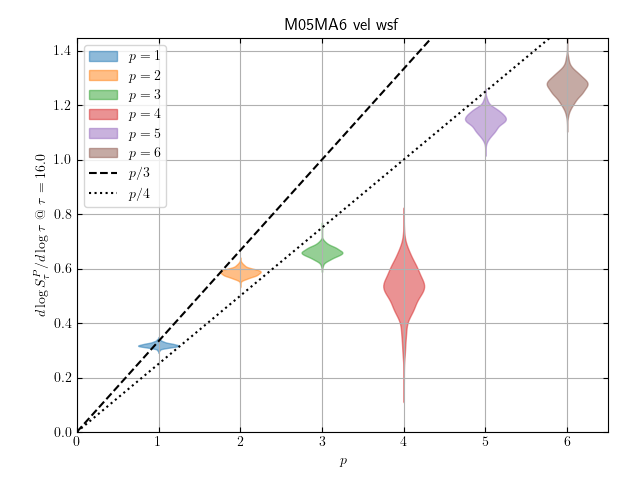 M05MA6 vel wsf
d log S_τ^P / d log τ @ τ = 16.0
1.4
1.2
1.0
0.8
0.6
0.4
0.2
0.0
p = 1
p = 2
p = 3
p = 4
p = 5
p = 6
p/3
p/4
0 1 2 3 4 5 6
p